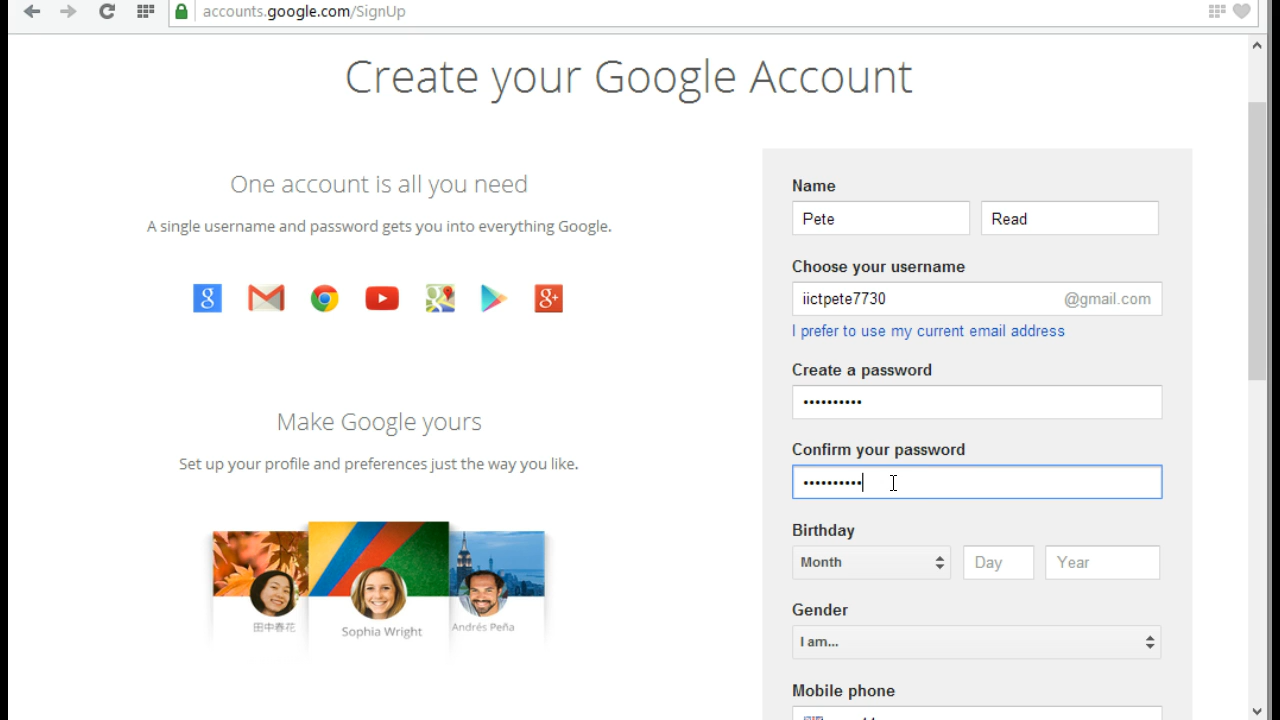 accounts.google.com/SignUp
Create your Google Account
One account is all you need
A single username and password gets you into everything Google.
Make Google yours
Set up your profile and preferences just the way you like.
田中春花
Sophia Wright
Andrés Peña
Name
Pete Read
Choose your username
iictpete7730 @gmail.com
I prefer to use my current email address
Create a password
••••••••••
Confirm your password
••••••••••
Birthday
Month Day Year
Gender
I am...
Mobile phone